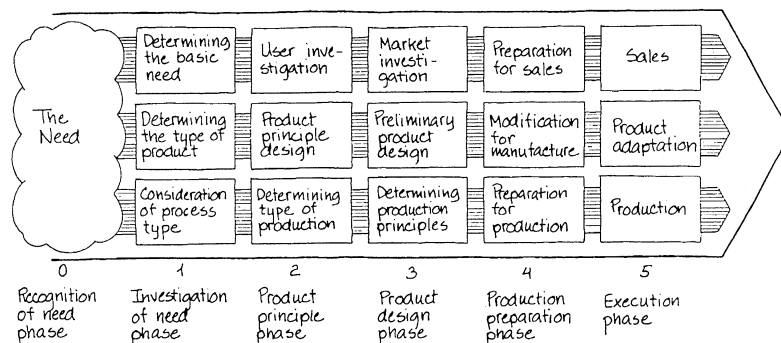 The
Need
Determining
the basic
need
User inve-
stigation
Market
investi-
gation
Preparation
for sales
Sales
Determining
the type of
product
Product
principle
design
Preliminary
product
design
Modification
for
manufacture
Product
adaptation
Consideration
of process
type
Determining
type of
production
Determining
production
principles
Preparation
for
production
Production
0
1
2
3
4
5
Recognition
of need
phase
Investigation
of need
phase
Product
principle
phase
Product
design
phase
Production
preparation
phase
Execution
phase